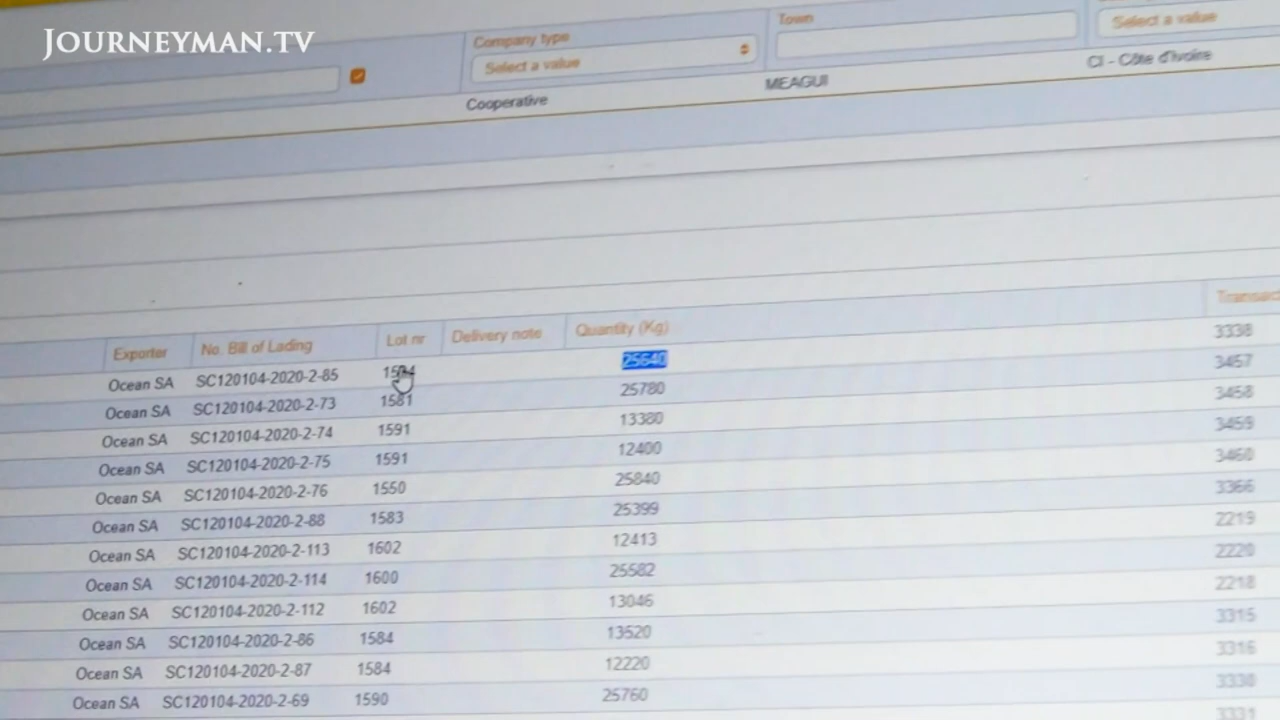 JOURNEYMAN.TV
Company type
Town
Select a value
Select a value
Cooperative
MEAGUI
CI - Côte d'Ivoire
Exporter No. Bill of Lading Lot nr Delivery note Quantity (Kg)
Ocean SA SC120104-2020-2-85 25640 3338
Ocean SA SC120104-2020-2-73 1581 25780 3457
Ocean SA SC120104-2020-2-74 1591 13380 3458
Ocean SA SC120104-2020-2-75 1591 12400 3459
Ocean SA SC120104-2020-2-76 1550 25840 3460
Ocean SA SC120104-2020-2-88 1583 25399 3366
Ocean SA SC120104-2020-2-113 1602 12413 2219
Ocean SA SC120104-2020-2-114 1600 25582 2220
Ocean SA SC120104-2020-2-112 1602 13046 2218
Ocean SA SC120104-2020-2-86 1584 13520 3315
Ocean SA SC120104-2020-2-87 1584 12220 3316
Ocean SA SC120104-2020-2-69 1590 25760 3330
3331